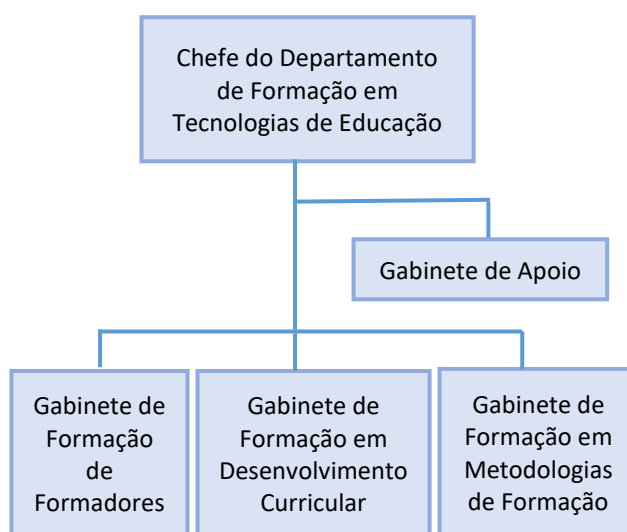 Chefe do Departamento
de Formação em
Tecnologias de Educação
Gabinete de Apoio
Gabinete de
Formação
de
Formadores
Gabinete de
Formação em
Desenvolvimento
Curricular
Gabinete de
Formação em
Metodologias
de Formação